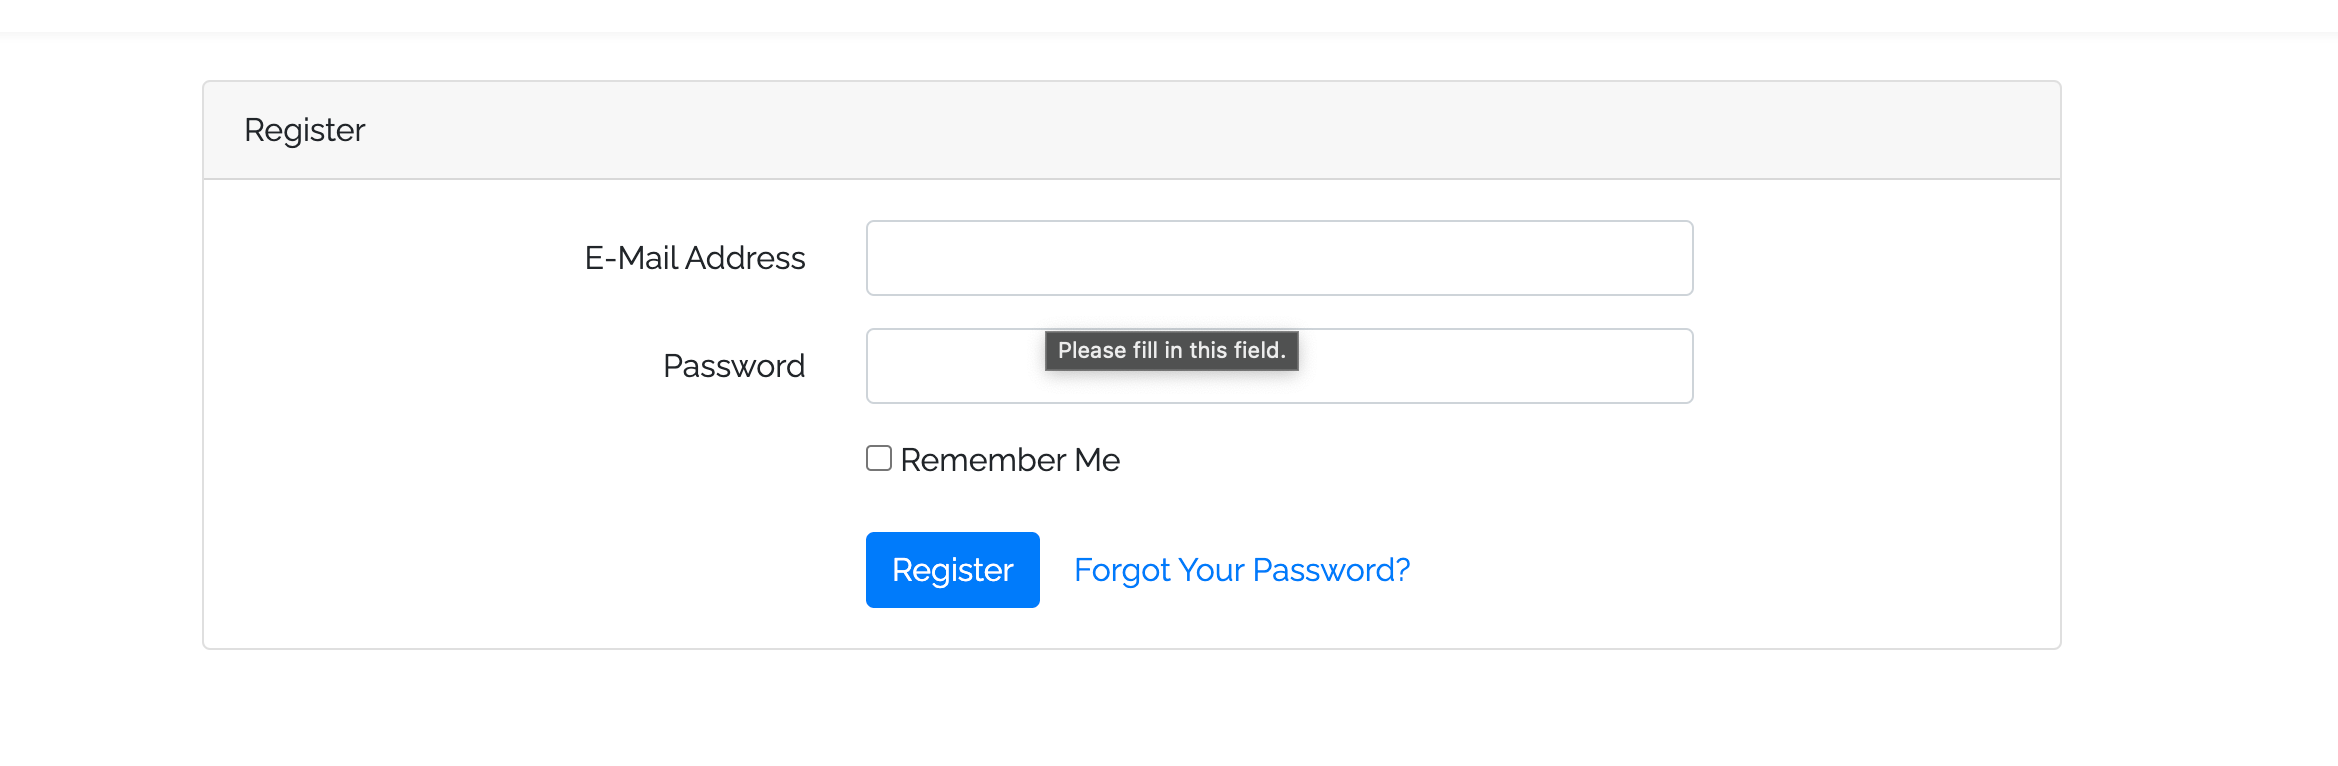 Register
E-Mail Address
Password
Please fill in this field.
Remember Me
Register
Forgot Your Password?